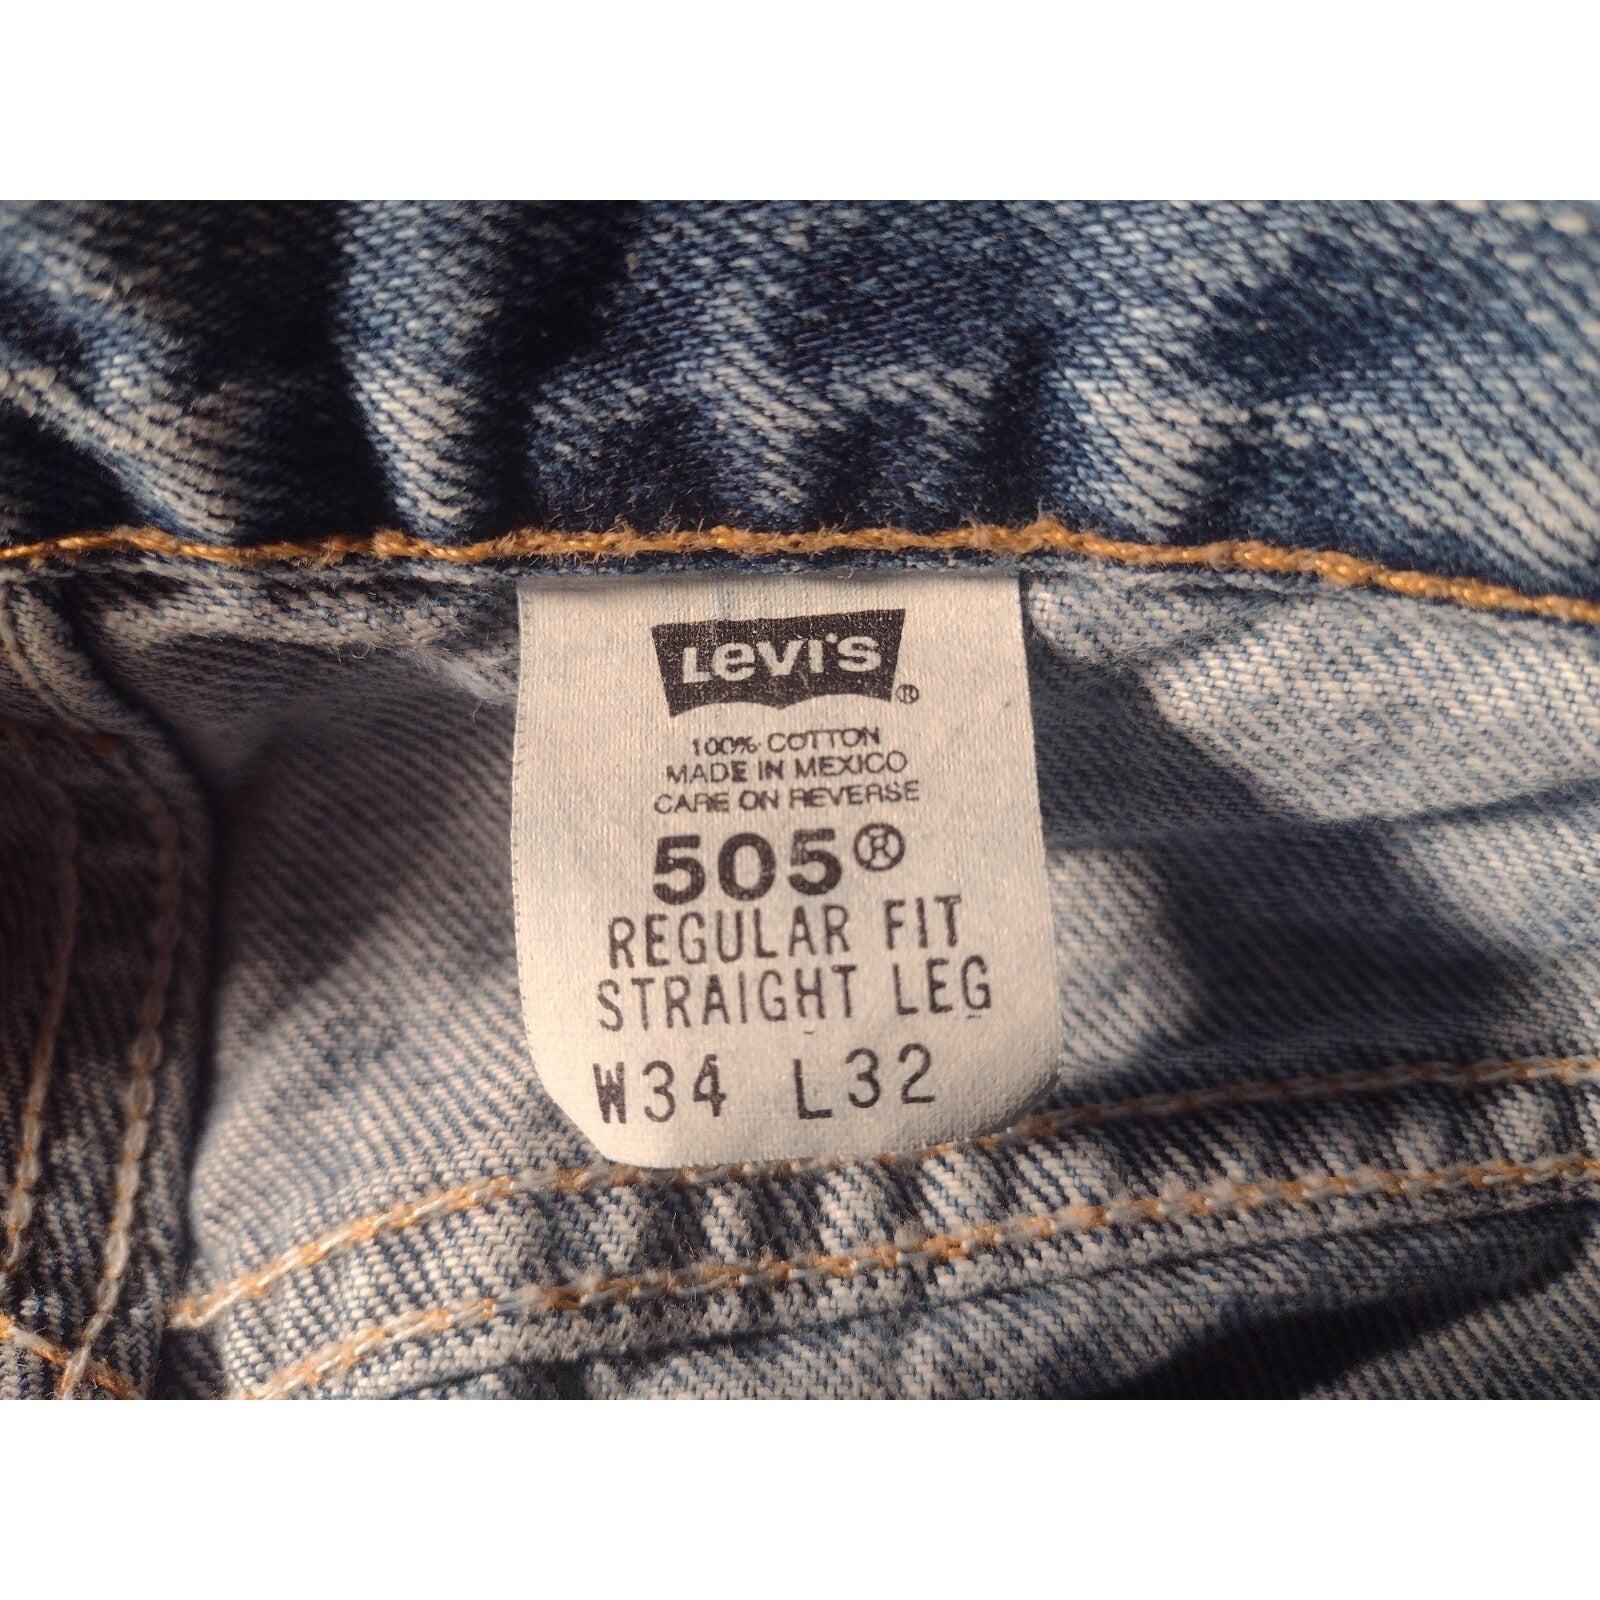 Levi's®
100% COTTON
MADE IN MEXICO
CARE ON REVERSE
505®
REGULAR FIT
STRAIGHT LEG
W34 L32